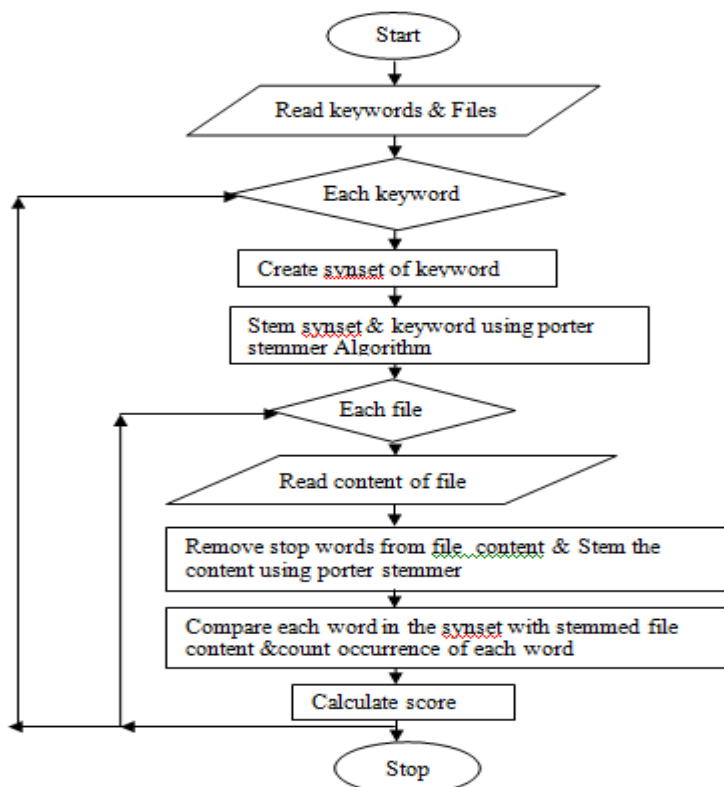 Start
Read keywords & Files
Each keyword
Create synset of keyword
Stem synset & keyword using porter
stemmer Algorithm
Each file
Read content of file
Remove stop words from file content & Stem the
content using porter stemmer
Compare each word in the synset with stemmed file
content &count occurrence of each word
Calculate score
Stop